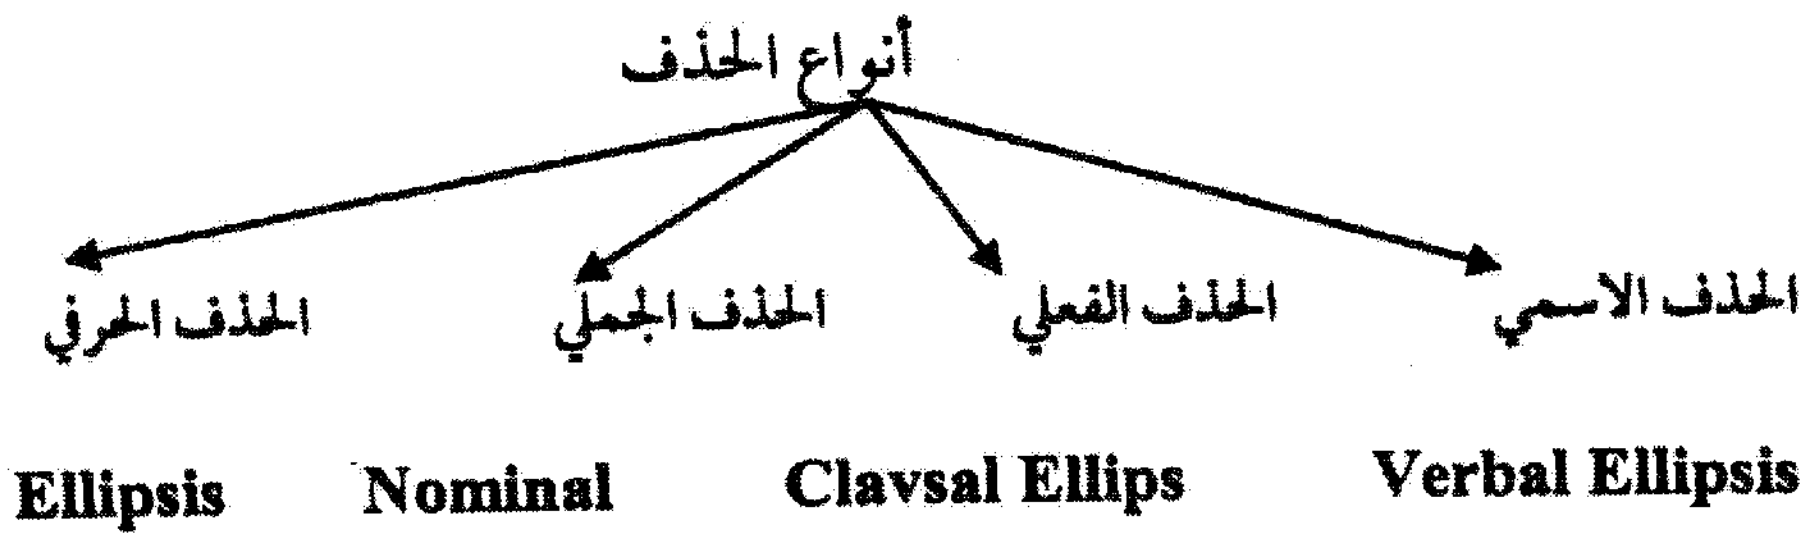 أنواع الحذف
الحذف الاسمي الحذف الفعلي الحذف الجملي الحذف الحرفي
Ellipsis Nominal Clavsal Ellips Verbal Ellipsis